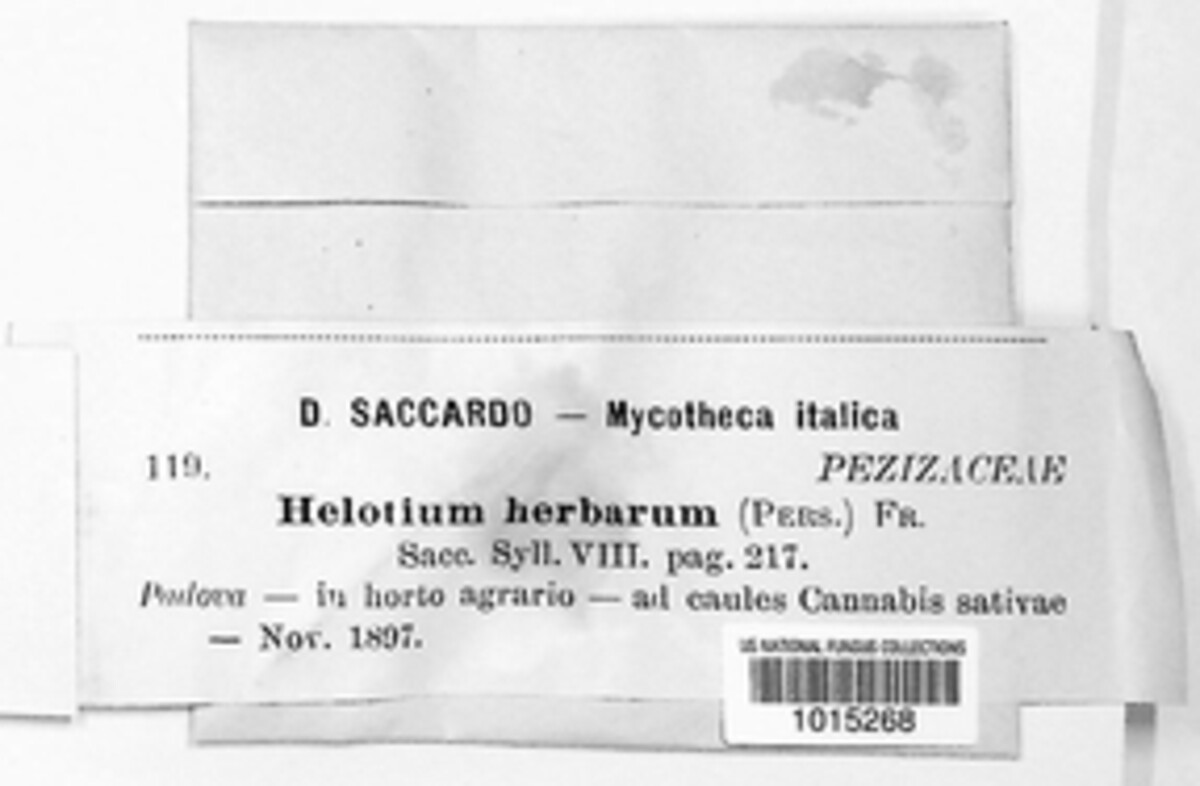 D. SACCARDO — Mycotheca italica
119. PEZIZACEAE
Helotium herbarum (PERS.) FR.
Sacc. Syll. VIII. pag. 217.
Padova — in horto agrario — ad caules Cannabis sativae
— Nov. 1897.
US NATIONAL FUNGUS COLLECTIONS
1015268